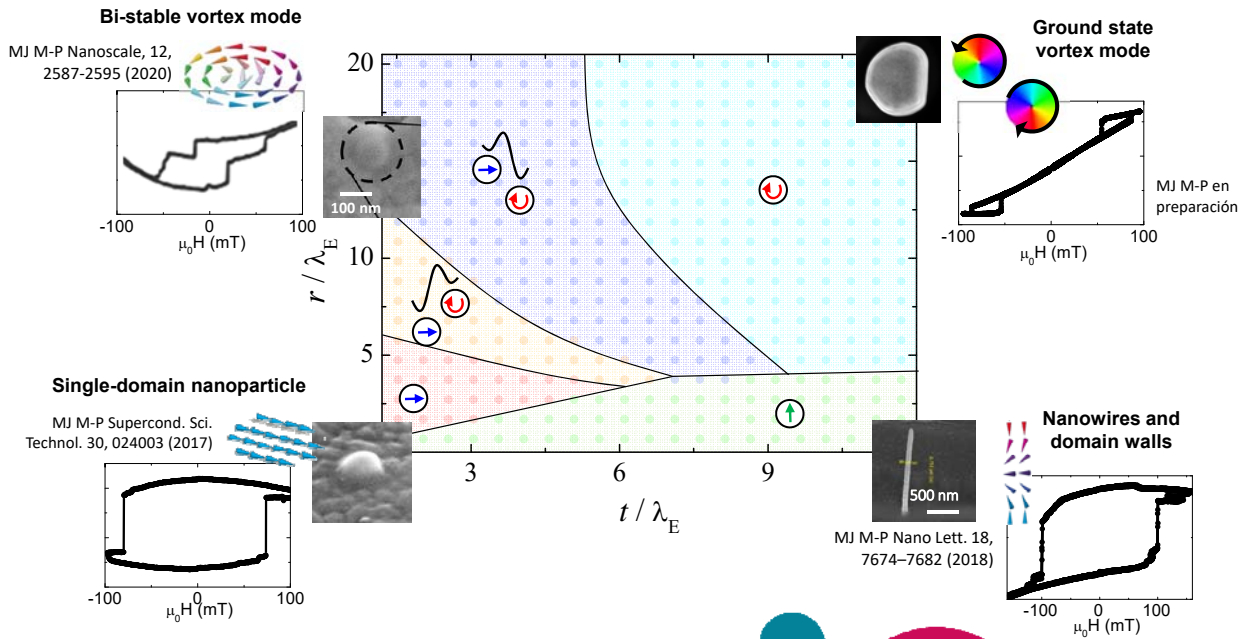 Bi-stable vortex mode
MJ M-P Nanoscale, 12,
2587-2595 (2020)
-100
0
100
μ₀H (mT)
Ground state
vortex mode
MJ M-P en
preparación
-100
0
100
μ₀H (mT)
20
10
5
r / λ_E
3
6
9
t / λ_E
100 nm
Single-domain nanoparticle
MJ M-P Supercond. Sci.
Technol. 30, 024003 (2017)
-100
0
100
μ₀H (mT)
500 nm
Nanowires and
domain walls
MJ M-P Nano Lett. 18,
7674–7682 (2018)
-100
0
100
μ₀H (mT)